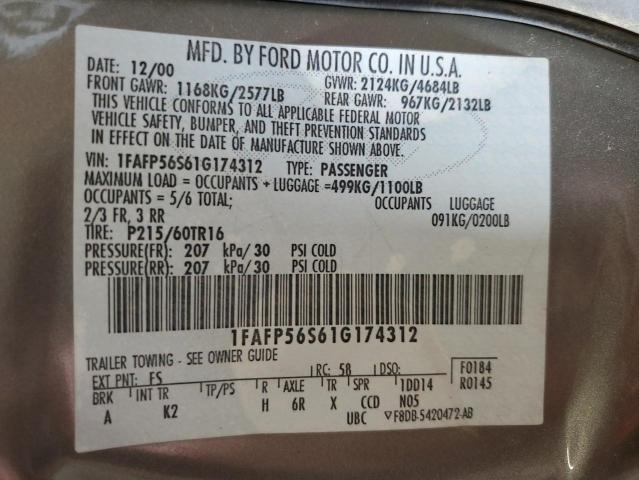 MFD. BY FORD MOTOR CO. IN U.S.A.
DATE: 12/00 GVWR: 2124KG/4684LB
FRONT GAWR: 1168KG/2577LB REAR GAWR: 967KG/2132LB
THIS VEHICLE CONFORMS TO ALL APPLICABLE FEDERAL MOTOR
VEHICLE SAFETY, BUMPER, AND THEFT PREVENTION STANDARDS
IN EFFECT ON THE DATE OF MANUFACTURE SHOWN ABOVE.
VIN: 1FAFP56S61G174312 TYPE: PASSENGER
MAXIMUM LOAD = OCCUPANTS + LUGGAGE =499KG/1100LB
OCCUPANTS = 5/6 TOTAL; OCCUPANTS LUGGAGE
2/3 FR, 3 RR 091KG/0200LB
TIRE: P215/60TR16
PRESSURE(FR): 207 kPa/30 PSI COLD
PRESSURE(RR): 207 kPa/30 PSI COLD
1FAFP56S61G174312
TRAILER TOWING - SEE OWNER GUIDE
EXT PNT: FS RC: 58 DSO: F0184
BRK INT TR TP/PS R AXLE TR SPR 1DD14 R0145
A K2 H 6R X CCD N05
UBC ▽F8DB-5420472-AB